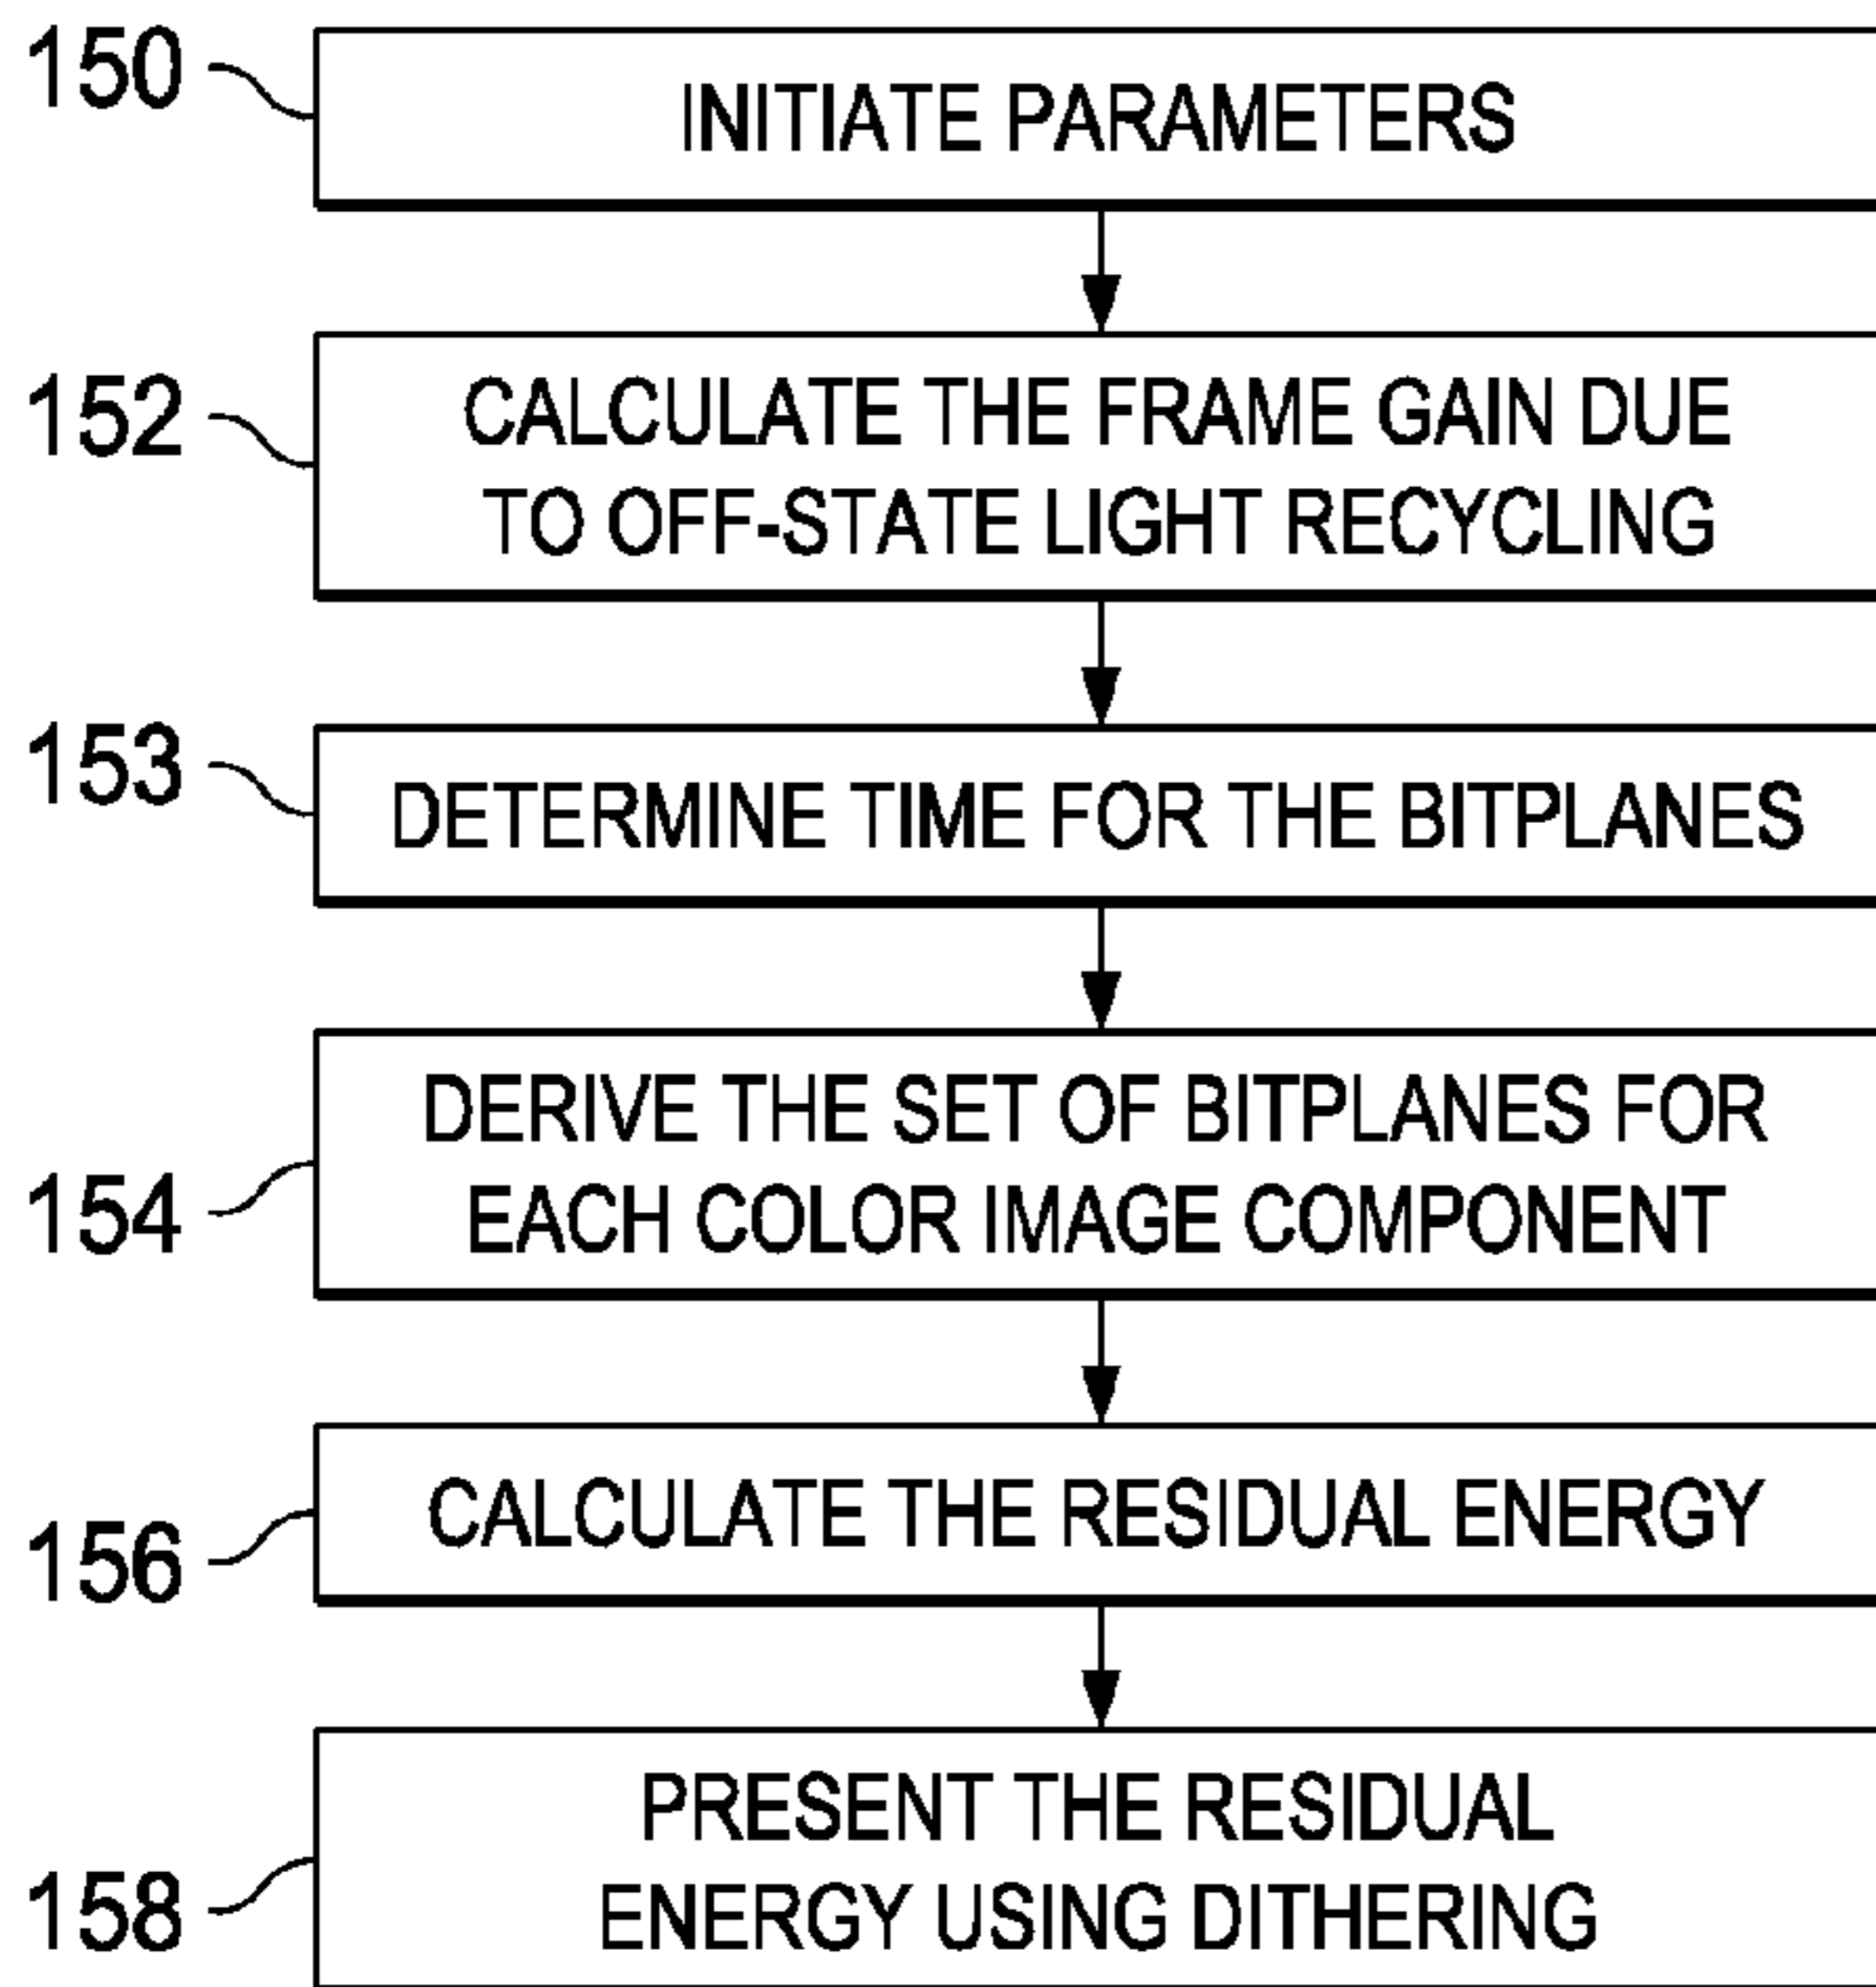 150
INITIATE PARAMETERS
152
CALCULATE THE FRAME GAIN DUE
TO OFF-STATE LIGHT RECYCLING
153
DETERMINE TIME FOR THE BITPLANES
154
DERIVE THE SET OF BITPLANES FOR
EACH COLOR IMAGE COMPONENT
156
CALCULATE THE RESIDUAL ENERGY
158
PRESENT THE RESIDUAL
ENERGY USING DITHERING